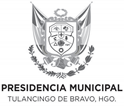 PRESIDENCIA MUNICIPAL
TULANCINGO DE BRAVO, HGO.